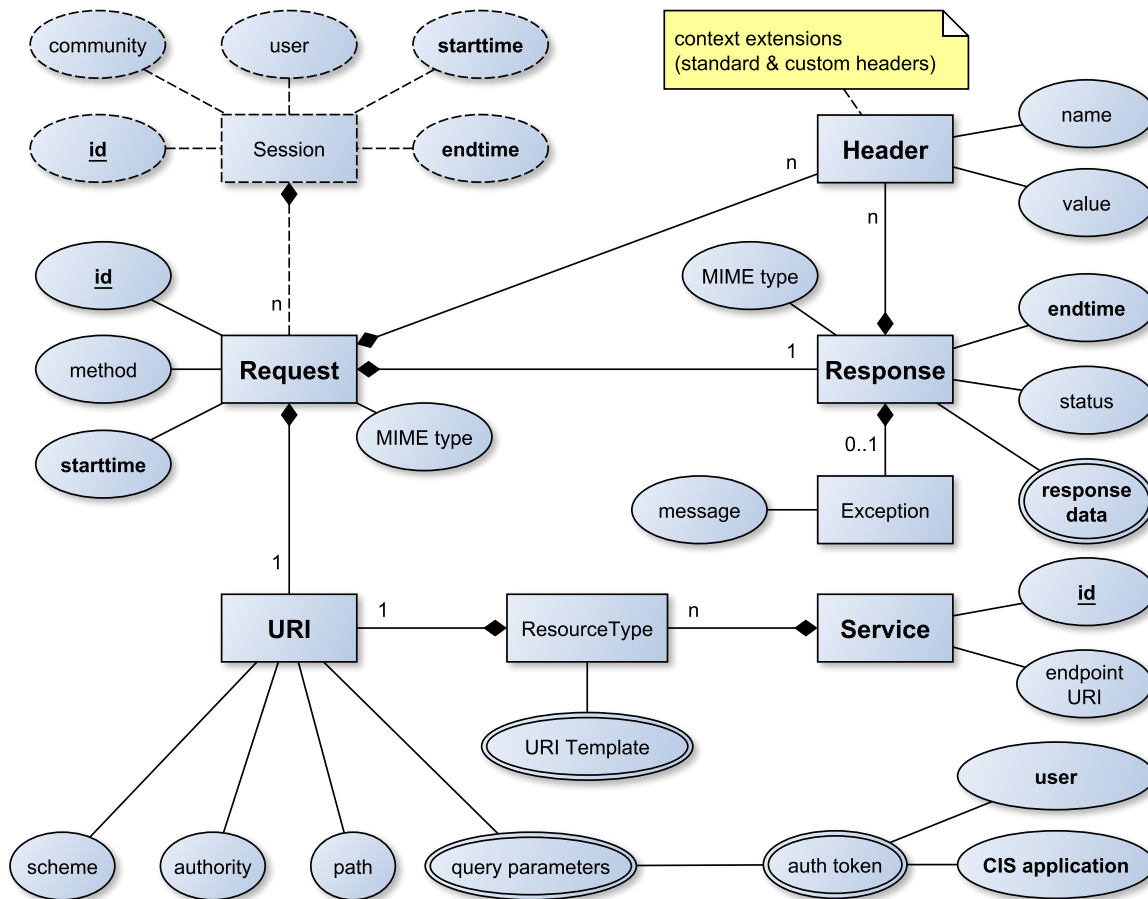 community
user
starttime
context extensions
(standard & custom headers)
name
id
Session
endtime
n
Header
value
n
id
MIME type
endtime
n
method
Request
1
Response
status
starttime
MIME type
0..1
response
data
message
Exception
1
id
URI
1
ResourceType
n
Service
endpoint
URI
URI Template
user
scheme
authority
path
query parameters
auth token
CIS application